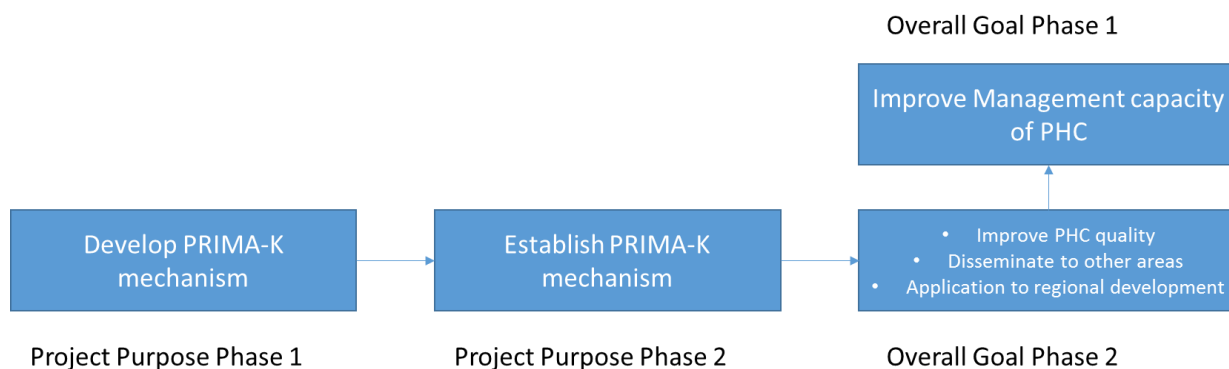 Overall Goal Phase 1
Improve Management capacity
of PHC
Develop PRIMA-K
mechanism
Establish PRIMA-K
mechanism
• Improve PHC quality
• Disseminate to other areas
• Application to regional development
Project Purpose Phase 1
Project Purpose Phase 2
Overall Goal Phase 2